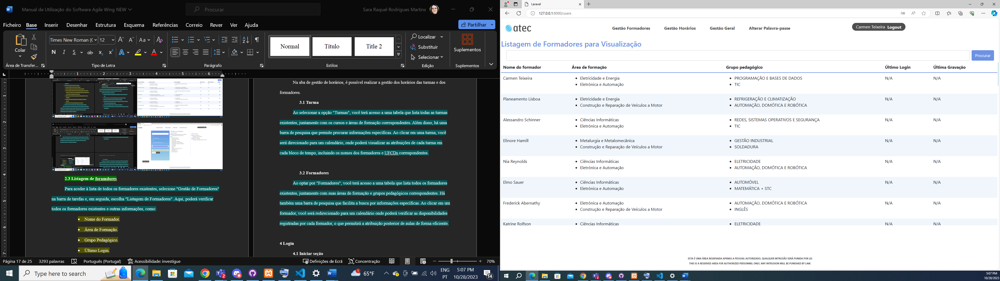 Manual de Utilização do Software Agile Wing NEW
Procurar
Sara Raquel Rodrigues Martins
Ficheiro Base Inserir Desenhar Estrutura Esquema Referências Correio Rever Ver Ajuda
Partilhar
Colar
Área de Transfer...
Times New Roman (C 12
Tipo de Letra
Parágrafo
Normal Título Title 2
Estilos
Localizar
Substituir
Selecionar
Edição
Suplementos
Suplementos
2.3 Listagem de foramdores
Para aceder à lista de todos os formadores existentes, selecione "Gestão de Formadores"
na barra de tarefas e, em seguida, escolha "Listagem de Formadores". Aqui, poderá verificar
todos os formadores existentes e outras informações, como:
• Nome do Formador.
• Área de Formação.
• Grupo Pedagógico.
• Último Login.
Na aba de gestão de horários, é possível realizar a gestão dos horários das turmas e dos
formadores.
3.1 Turma
Ao selecionar a opção "Turmas", você terá acesso a uma tabela que lista todas as turmas
existentes, juntamente com os cursos e áreas de formação correspondentes. Além disso, há uma
barra de pesquisa que permite procurar informações específicas. Ao clicar em uma turma, você
será direcionado para um calendário, onde poderá visualizar as atribuições de cada turma em
cada bloco de tempo, incluindo os nomes dos formadores e UFCDs correspondentes.
3.2 Formadores
Ao optar por "Formadores", você terá acesso a uma tabela que lista todos os formadores
existentes, juntamente com suas áreas de formação e grupos pedagógicos correspondentes. Há
também uma barra de pesquisa que facilita a busca por informações específicas. Ao clicar em um
formador, você será redirecionado para um calendário onde poderá verificar as disponibilidades
registradas por cada formador, o que permitirá a atribuição posterior de aulas de forma eficiente.
4 Login
4.1 Iniciar seção
Página 17 de 25 3293 palavras Português (Portugal) Acessibilidade: investigue
Definições de Ecrã Concentração 70%
Type here to search
65°F
ENG
PT
5:07 PM
10/28/2023
14
Laravel
127.0.0.1:8000/users
atec
Gestão Formadores Gestão Horários Gestão Geral Alterar Palavra-passe
Carmen Teixeira Logout
Listagem de Formadores para Visualização
Procurar
Nome do formador Área de formação Grupo pedagógico Último Login Última Gravação
Carmen Teixeira • Eletricidade e Energia • PROGRAMAÇÃO E BASES DE DADOS N/A N/A
• Eletrónica e Automação • TIC
Planeamento Lisboa • Eletricidade e Energia • REFRIGERAÇÃO E CLIMATIZAÇÃO N/A N/A
• Construção e Reparação de Veículos a Motor • AUTOMAÇÃO, DOMÓTICA E ROBÓTICA
Alessandro Schinner • Ciências Informáticas • REDES, SISTEMAS OPERATIVOS E SEGURANÇA N/A N/A
• Eletrónica e Automação • TIC
Elinore Hamill • Metalurgia e Metalomecânica • GESTÃO INDUSTRIAL N/A N/A
• Construção e Reparação de Veículos a Motor • SOLDADURA
Nia Reynolds • Ciências Informáticas • ELETRICIDADE N/A N/A
• Eletrónica e Automação • AUTOMAÇÃO, DOMÓTICA E ROBÓTICA
Elmo Sauer • Ciências Informáticas • AUTOMÓVEL N/A N/A
• Eletrónica e Automação • MATEMÁTICA + STC
Frederick Abernathy • Eletrónica e Automação • AUTOMAÇÃO, DOMÓTICA E ROBÓTICA N/A N/A
• Construção e Reparação de Veículos a Motor • INGLÊS
Katrine Rolfson • Ciências Informáticas • ELETRICIDADE N/A N/A
ESTA É UMA ÁREA RESERVADA APENAS A PESSOAL AUTORIZADO, QUALQUER INTRUSÃO SERÁ PUNIDA POR LEI
THIS IS A RESERVED AREA FOR AUTHORIZED PERSONNEL ONLY, ANY INTRUSION WILL BE PUNISHED BY LAW.
5:07 PM
10/28/2023